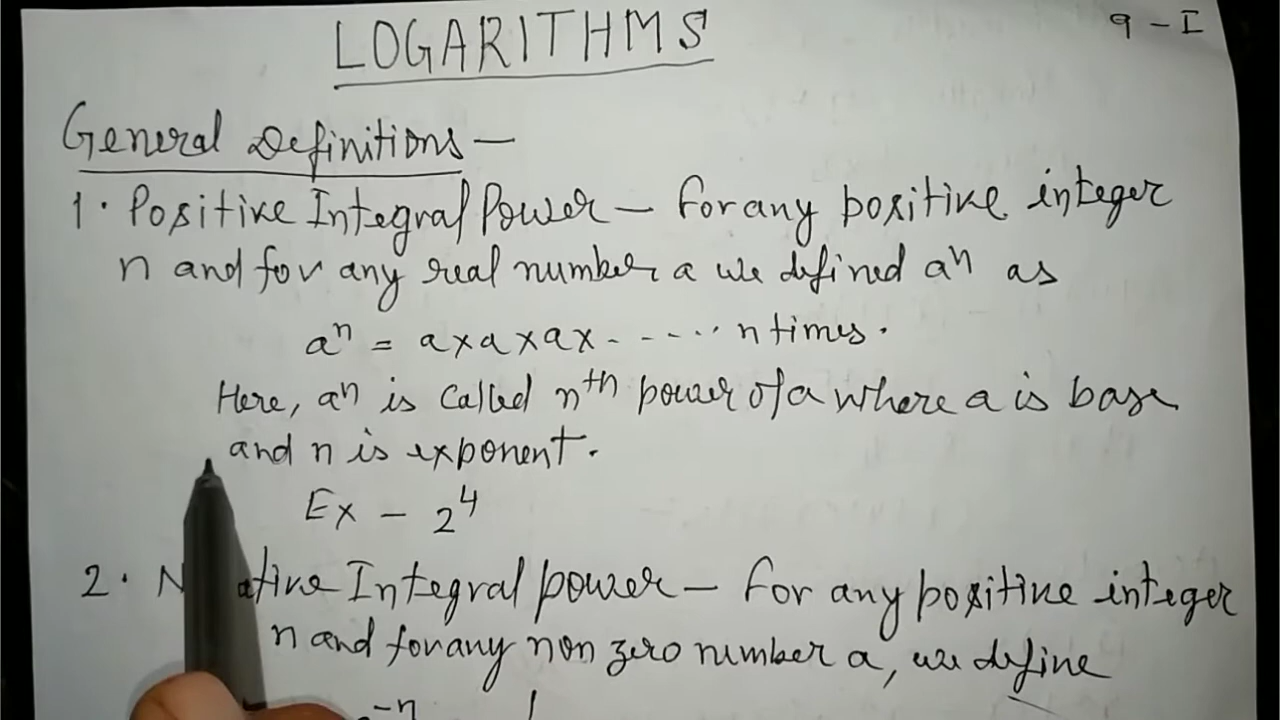 LOGARITHMS
9-I
General Definitions —
1. Positive Integral Power — For any positive integer
n and for any real number a we defined aⁿ as
aⁿ = a×a×a×- - - -·· n times.
Here, aⁿ is called nᵗʰ power of a where a is base
and n is exponent.
Ex - 2⁴
2. Integral power — For any positive integer
n and for any non zero number a, we define